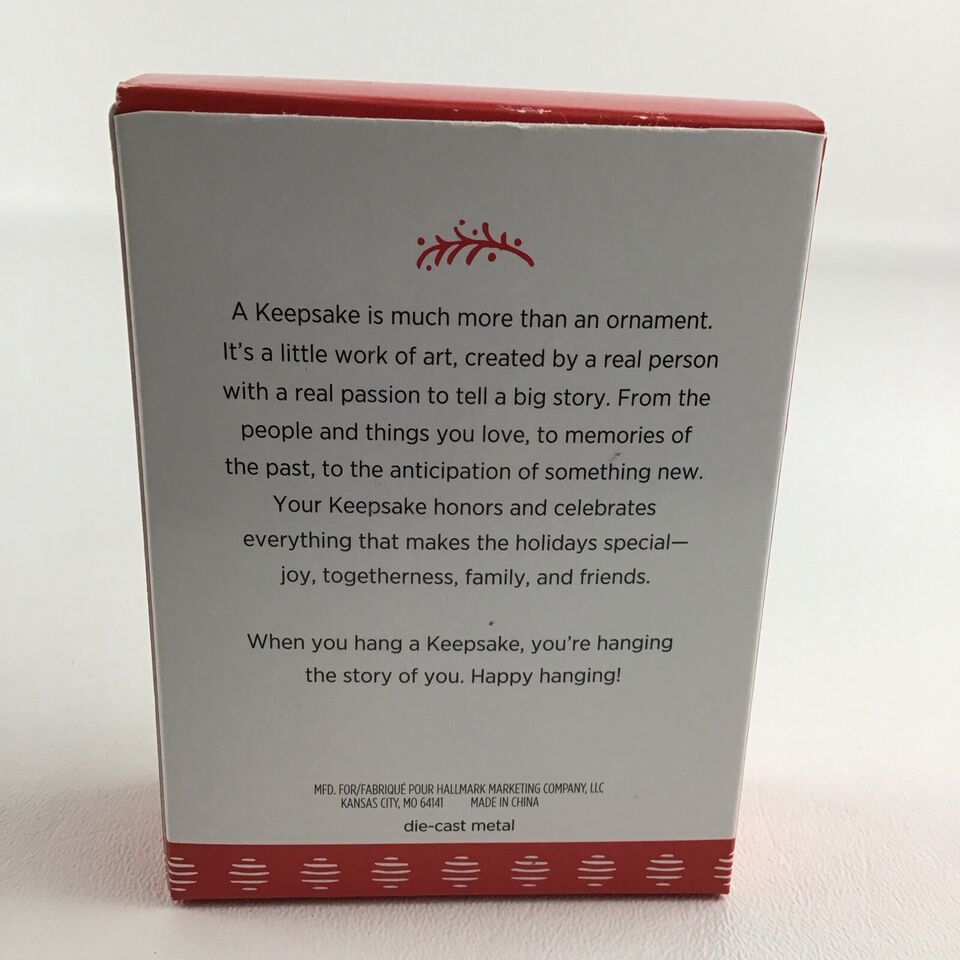 A Keepsake is much more than an ornament.
It's a little work of art, created by a real person
with a real passion to tell a big story. From the
people and things you love, to memories of
the past, to the anticipation of something new.
Your Keepsake honors and celebrates
everything that makes the holidays special—
joy, togetherness, family, and friends.
When you hang a Keepsake, you're hanging
the story of you. Happy hanging!
MFD. FOR/FABRIQUÉ POUR HALLMARK MARKETING COMPANY, LLC
KANSAS CITY, MO 64141 MADE IN CHINA
die-cast metal